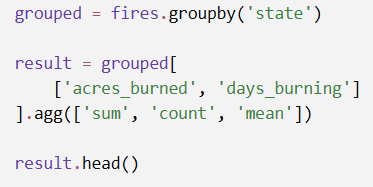 grouped = fires.groupby('state')
result = grouped[
    ['acres_burned', 'days_burning']
].agg(['sum', 'count', 'mean'])
result.head()